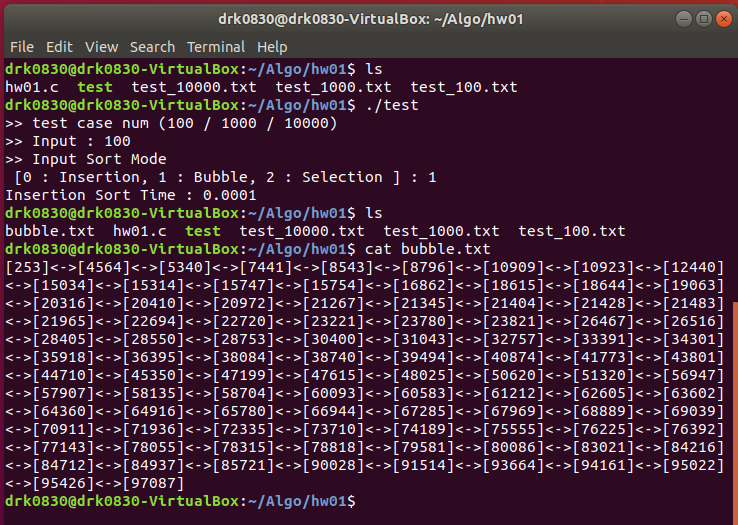 drk0830@drk0830-VirtualBox: ~/Algo/hw01
File Edit View Search Terminal Help
drk0830@drk0830-VirtualBox:~/Algo/hw01$ ls
hw01.c test test_10000.txt test_1000.txt test_100.txt
drk0830@drk0830-VirtualBox:~/Algo/hw01$ ./test
>> test case num (100 / 1000 / 10000)
>> Input : 100
>> Input Sort Mode
[0 : Insertion, 1 : Bubble, 2 : Selection ] : 1
Insertion Sort Time : 0.0001
drk0830@drk0830-VirtualBox:~/Algo/hw01$ ls
bubble.txt hw01.c test test_10000.txt test_1000.txt test_100.txt
drk0830@drk0830-VirtualBox:~/Algo/hw01$ cat bubble.txt
[253]<->[4564]<->[5340]<->[7441]<->[8543]<->[8796]<->[10909]<->[10923]<->[12440]
<->[15034]<->[15314]<->[15747]<->[15754]<->[16862]<->[18615]<->[18644]<->[19063]
<->[20316]<->[20410]<->[20972]<->[21267]<->[21345]<->[21404]<->[21428]<->[21483]
<->[21965]<->[22694]<->[22720]<->[23221]<->[23780]<->[23821]<->[26467]<->[26516]
<->[28405]<->[28550]<->[28753]<->[30400]<->[31043]<->[32757]<->[33391]<->[34301]
<->[35918]<->[36395]<->[38084]<->[38740]<->[39494]<->[40874]<->[41773]<->[43801]
<->[44710]<->[45350]<->[47199]<->[47615]<->[48025]<->[50620]<->[51320]<->[56947]
<->[57907]<->[58135]<->[58704]<->[60093]<->[60583]<->[61212]<->[62605]<->[63602]
<->[64360]<->[64916]<->[65780]<->[66944]<->[67285]<->[67969]<->[68889]<->[69039]
<->[70911]<->[71936]<->[72335]<->[73710]<->[74189]<->[75555]<->[76225]<->[76392]
<->[77143]<->[78055]<->[78315]<->[78818]<->[79581]<->[80086]<->[83021]<->[84216]
<->[84712]<->[84937]<->[85721]<->[90028]<->[91514]<->[93664]<->[94161]<->[95022]
<->[95426]<->[97087]
drk0830@drk0830-VirtualBox:~/Algo/hw01$